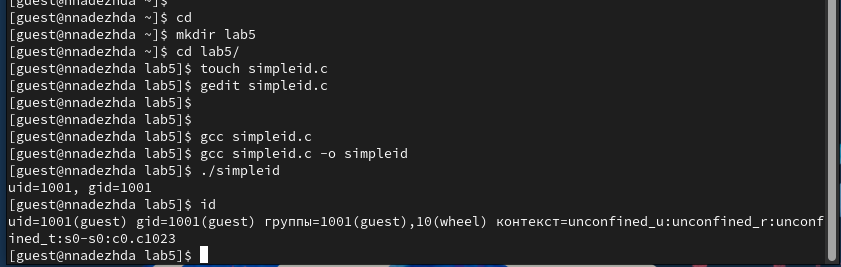 [guest@nnadezhda ~]$
[guest@nnadezhda ~]$ cd
[guest@nnadezhda ~]$ mkdir lab5
[guest@nnadezhda ~]$ cd lab5/
[guest@nnadezhda lab5]$ touch simpleid.c
[guest@nnadezhda lab5]$ gedit simpleid.c
[guest@nnadezhda lab5]$
[guest@nnadezhda lab5]$
[guest@nnadezhda lab5]$ gcc simpleid.c
[guest@nnadezhda lab5]$ gcc simpleid.c -o simpleid
[guest@nnadezhda lab5]$ ./simpleid
uid=1001, gid=1001
[guest@nnadezhda lab5]$ id
uid=1001(guest) gid=1001(guest) группы=1001(guest),10(wheel) контекст=unconfined_u:unconfined_r:unconf
ined_t:s0-s0:c0.c1023
[guest@nnadezhda lab5]$